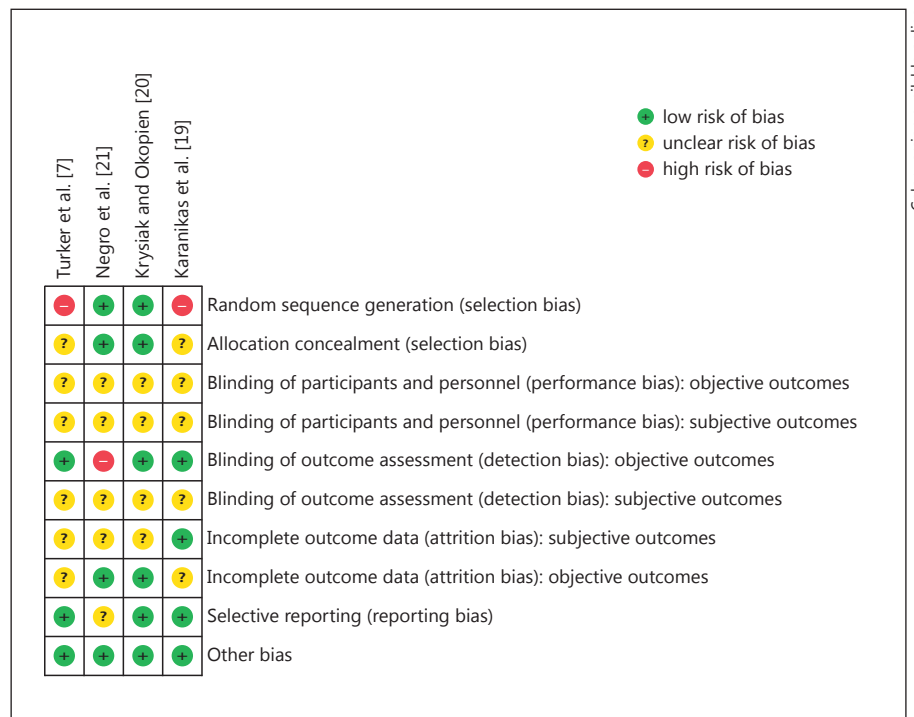 Turker et al. [7]
Negro et al. [21]
Krysiak and Okopien [20]
Karanikas et al. [19]
+ low risk of bias
? unclear risk of bias
– high risk of bias
– + + – Random sequence generation (selection bias)
? + + ? Allocation concealment (selection bias)
? ? ? ? Blinding of participants and personnel (performance bias): objective outcomes
? ? ? ? Blinding of participants and personnel (performance bias): subjective outcomes
+ – + + Blinding of outcome assessment (detection bias): objective outcomes
? ? ? ? Blinding of outcome assessment (detection bias): subjective outcomes
? ? ? + Incomplete outcome data (attrition bias): subjective outcomes
? + + ? Incomplete outcome data (attrition bias): objective outcomes
+ ? + + Selective reporting (reporting bias)
+ + + + Other bias